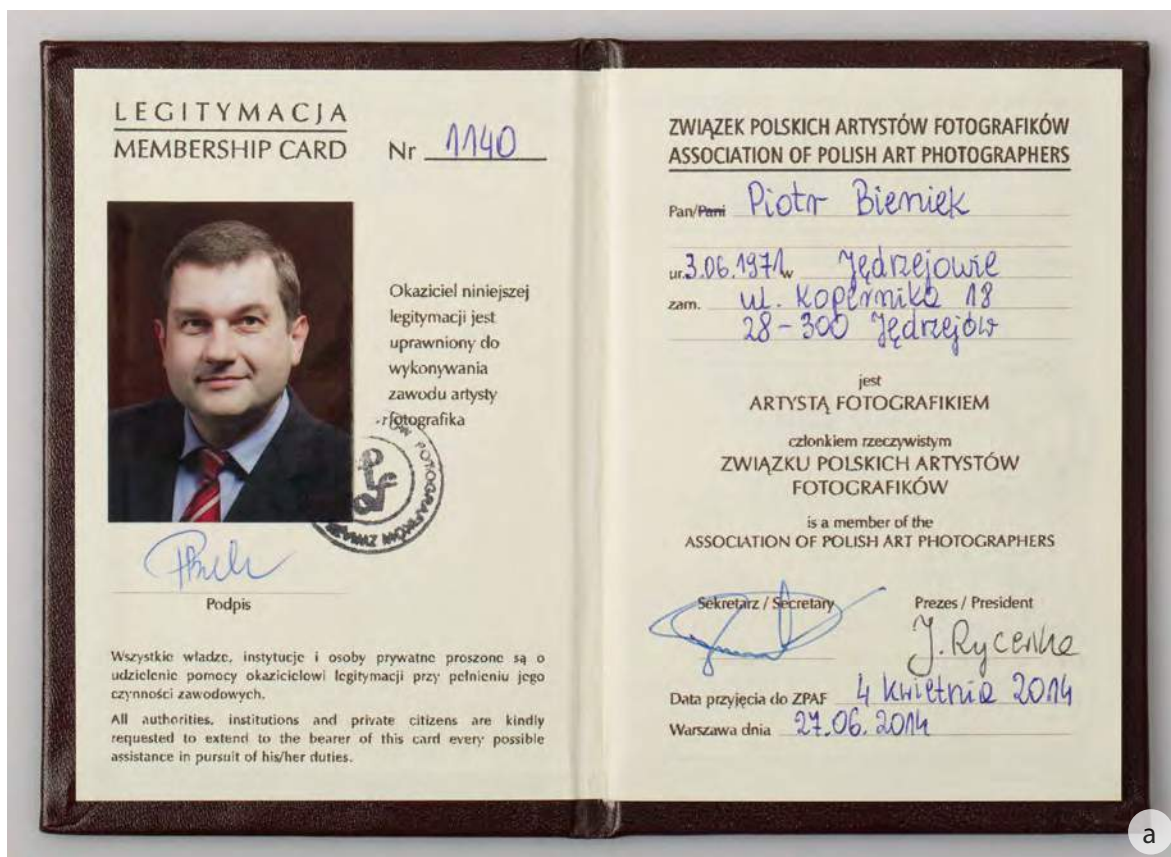 LEGITYMACJA
MEMBERSHIP CARD
Nr 1140
Okaziciel niniejszej
legitymacji jest
uprawniony do
wykonywania
zawodu artysty
fotografika
Podpis
Wszystkie władze, instytucje i osoby prywatne proszone są o
udzielenie pomocy okazicielowi legitymacji przy pełnieniu jego
czynności zawodowych.
All authorities, institutions and private citizens are kindly
requested to extend to the bearer of this card every possible
assistance in pursuit of his/her duties.
ZWIĄZEK POLSKICH ARTYSTÓW FOTOGRAFIKÓW
ASSOCIATION OF POLISH ART PHOTOGRAPHERS
Pan/Pani Piotr Bieniek
ur. 3.06.1971 w Jędrzejowie
zam. ul. Kopernika 18
28-300 Jędrzejów
jest
ARTYSTĄ FOTOGRAFIKIEM
członkiem rzeczywistym
ZWIĄZKU POLSKICH ARTYSTÓW
FOTOGRAFIKÓW
is a member of the
ASSOCIATION OF POLISH ART PHOTOGRAPHERS
Sekretarz / Secretary Prezes / President
Data przyjęcia do ZPAF 4 kwietnia 2014
Warszawa dnia 27.06.2014
a